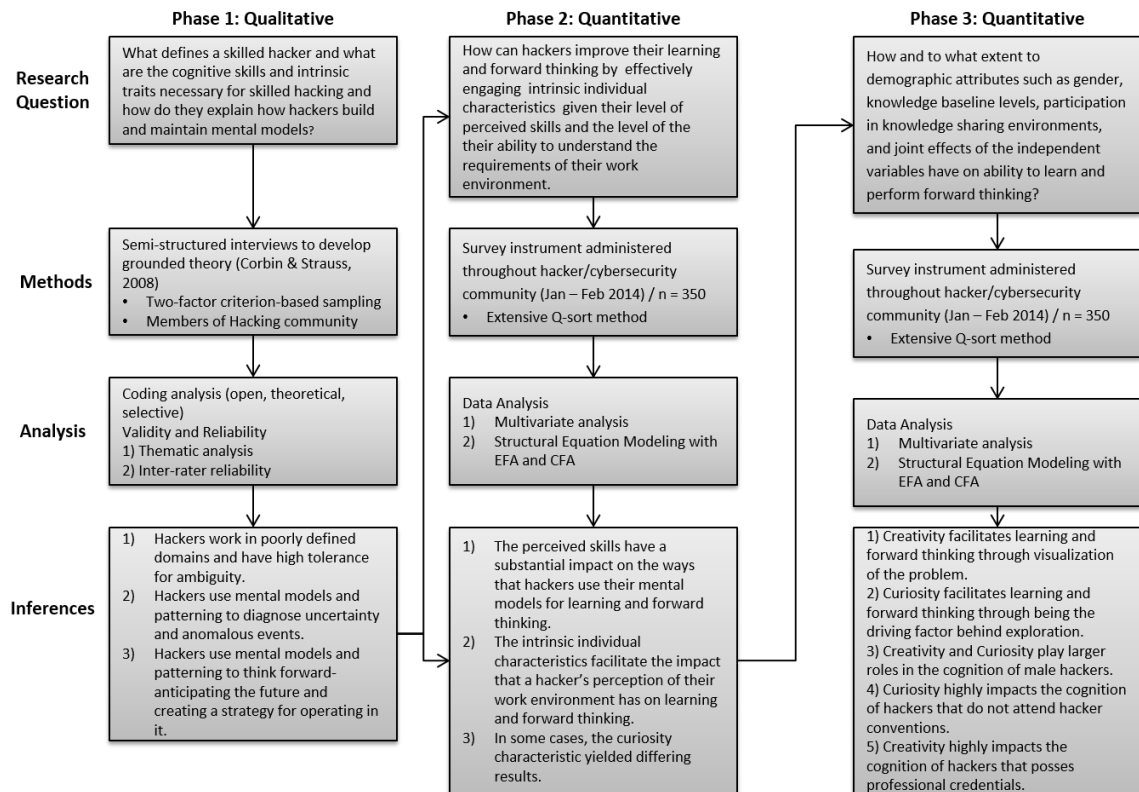 Phase 1: Qualitative
Phase 2: Quantitative
Phase 3: Quantitative
Research
Question
What defines a skilled hacker and what
are the cognitive skills and intrinsic
traits necessary for skilled hacking and
how do they explain how hackers build
and maintain mental models?
How can hackers improve their learning
and forward thinking by effectively
engaging intrinsic individual
characteristics given their level of
perceived skills and the level of the
their ability to understand the
requirements of their work
environment.
How and to what extent to
demographic attributes such as gender,
knowledge baseline levels, participation
in knowledge sharing environments,
and joint effects of the independent
variables have on ability to learn and
perform forward thinking?
Methods
Semi-structured interviews to develop
grounded theory (Corbin & Strauss,
2008)
• Two-factor criterion-based sampling
• Members of Hacking community
Survey instrument administered
throughout hacker/cybersecurity
community (Jan – Feb 2014) / n = 350
• Extensive Q-sort method
Survey instrument administered
throughout hacker/cybersecurity
community (Jan – Feb 2014) / n = 350
• Extensive Q-sort method
Analysis
Coding analysis (open, theoretical,
selective)
Validity and Reliability
1) Thematic analysis
2) Inter-rater reliability
Data Analysis
1) Multivariate analysis
2) Structural Equation Modeling with
EFA and CFA
Data Analysis
1) Multivariate analysis
2) Structural Equation Modeling with
EFA and CFA
Inferences
1) Hackers work in poorly defined
domains and have high tolerance
for ambiguity.
2) Hackers use mental models and
patterning to diagnose uncertainty
and anomalous events.
3) Hackers use mental models and
patterning to think forward-
anticipating the future and
creating a strategy for operating in
it.
1) The perceived skills have a
substantial impact on the ways
that hackers use their mental
models for learning and forward
thinking.
2) The intrinsic individual
characteristics facilitate the impact
that a hacker's perception of their
work environment has on learning
and forward thinking.
3) In some cases, the curiosity
characteristic yielded differing
results.
1) Creativity facilitates learning and
forward thinking through visualization
of the problem.
2) Curiosity facilitates learning and
forward thinking through being the
driving factor behind exploration.
3) Creativity and Curiosity play larger
roles in the cognition of male hackers.
4) Curiosity highly impacts the cognition
of hackers that do not attend hacker
conventions.
5) Creativity highly impacts the
cognition of hackers that posses
professional credentials.